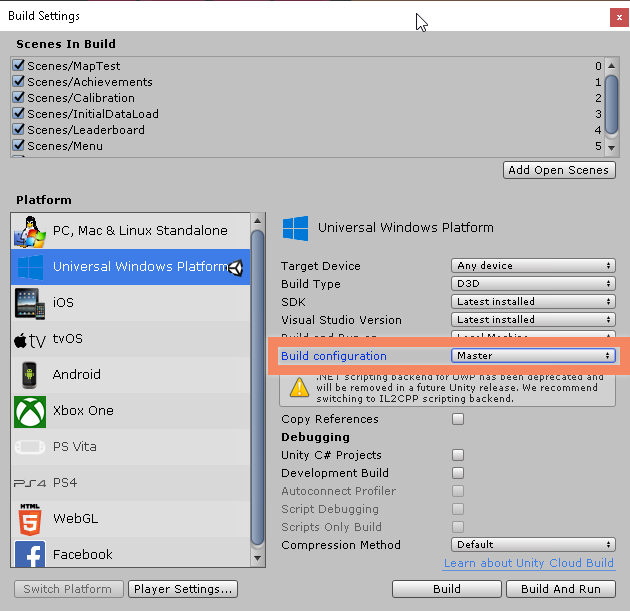 Build Settings
x
Scenes In Build
Scenes/MapTest 0
Scenes/Achievements 1
Scenes/Calibration 2
Scenes/InitialDataLoad 3
Scenes/Leaderboard 4
Scenes/Menu 5
Add Open Scenes
Platform
PC, Mac & Linux Standalone
Universal Windows Platform
iOS
tv tvOS
Android
Xbox One
PS Vita
PS4 PS4
HTML
5 WebGL
f Facebook
Switch Platform
Player Settings...
Universal Windows Platform
Target Device Any device
Build Type D3D
SDK Latest installed
Visual Studio Version Latest installed
Build and Run on Local Machine
Build configuration Master
.NET scripting backend for UWP has been deprecated and
will be removed in a future Unity release. We recommend
switching to IL2CPP scripting backend.
Copy References
Debugging
Unity C# Projects
Development Build
Autoconnect Profiler
Script Debugging
Scripts Only Build
Compression Method Default
Learn about Unity Cloud Build
Build
Build And Run